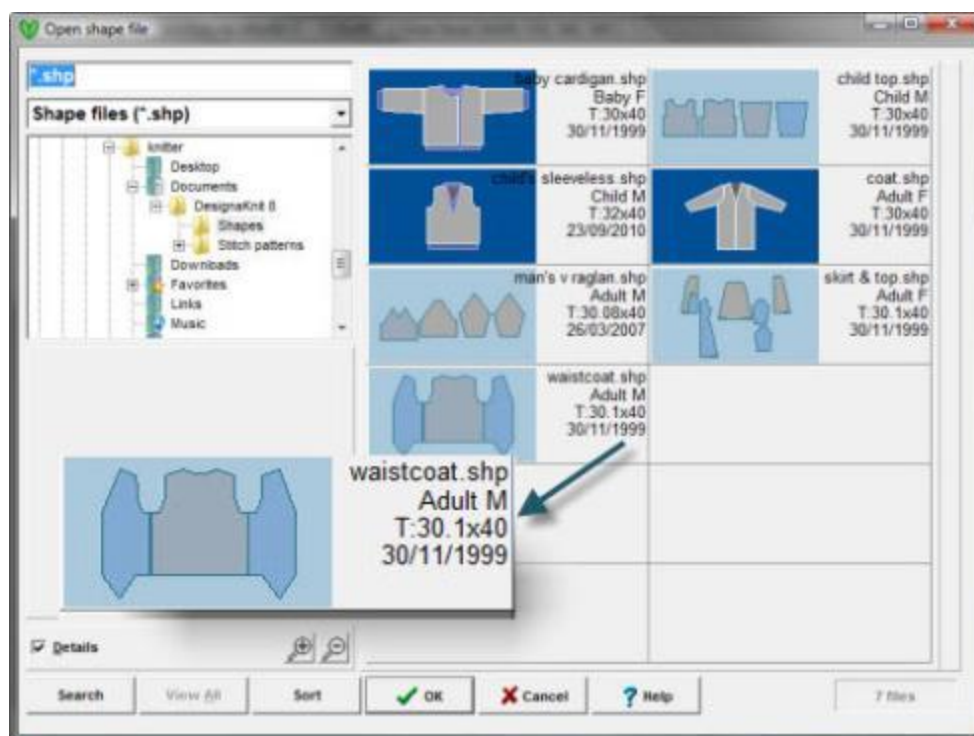 Open shape file
*.shp
Shape files (*.shp)
knitter
Desktop
Documents
DesignaKnit 8
Shapes
Stitch patterns
Downloads
Favorites
Links
Music
baby cardigan.shp
Baby F
T:30x40
30/11/1999
child top.shp
Child M
T:30x40
30/11/1999
child's sleeveless.shp
Child M
T:32x40
23/09/2010
coat.shp
Adult F
T:30x40
30/11/1999
man's v raglan.shp
Adult M
T:30.08x40
26/03/2007
skirt & top.shp
Adult F
T:30.1x40
30/11/1999
waistcoat.shp
Adult M
T:30.1x40
30/11/1999
waistcoat.shp
Adult M
T:30.1x40
30/11/1999
Details
Search
View All
Sort
OK
Cancel
? Help
7 files